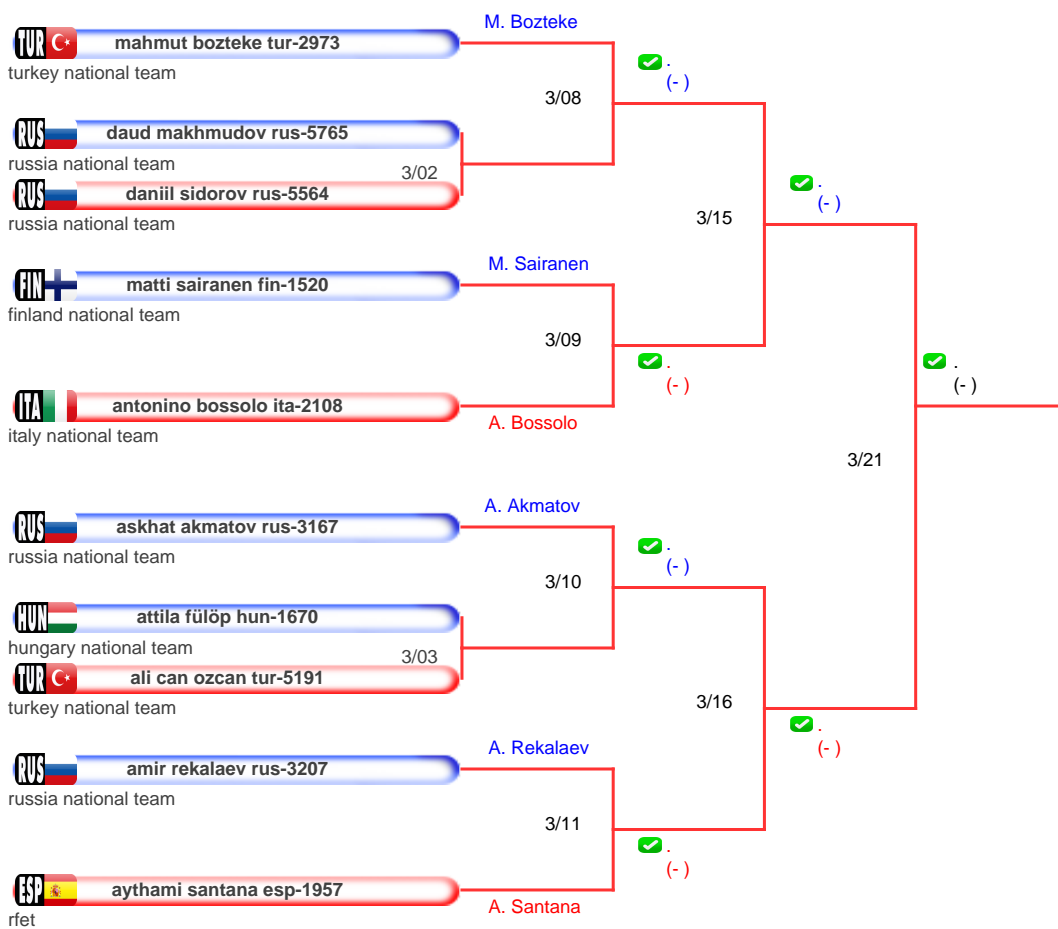 M. Bozteke
TUR mahmut bozteke tur-2973
turkey national team
.
(- )
3/08
RUS daud makhmudov rus-5765
russia national team
3/02
RUS daniil sidorov rus-5564
russia national team
.
(- )
3/15
M. Sairanen
FIN matti sairanen fin-1520
finland national team
3/09
.
(- )
.
(- )
ITA antonino bossolo ita-2108
italy national team
A. Bossolo
3/21
A. Akmatov
RUS askhat akmatov rus-3167
russia national team
.
(- )
3/10
HUN attila fülöp hun-1670
hungary national team
3/03
TUR ali can ozcan tur-5191
turkey national team
3/16
.
(- )
A. Rekalaev
RUS amir rekalaev rus-3207
russia national team
3/11
.
(- )
ESP aythami santana esp-1957
rfet
A. Santana